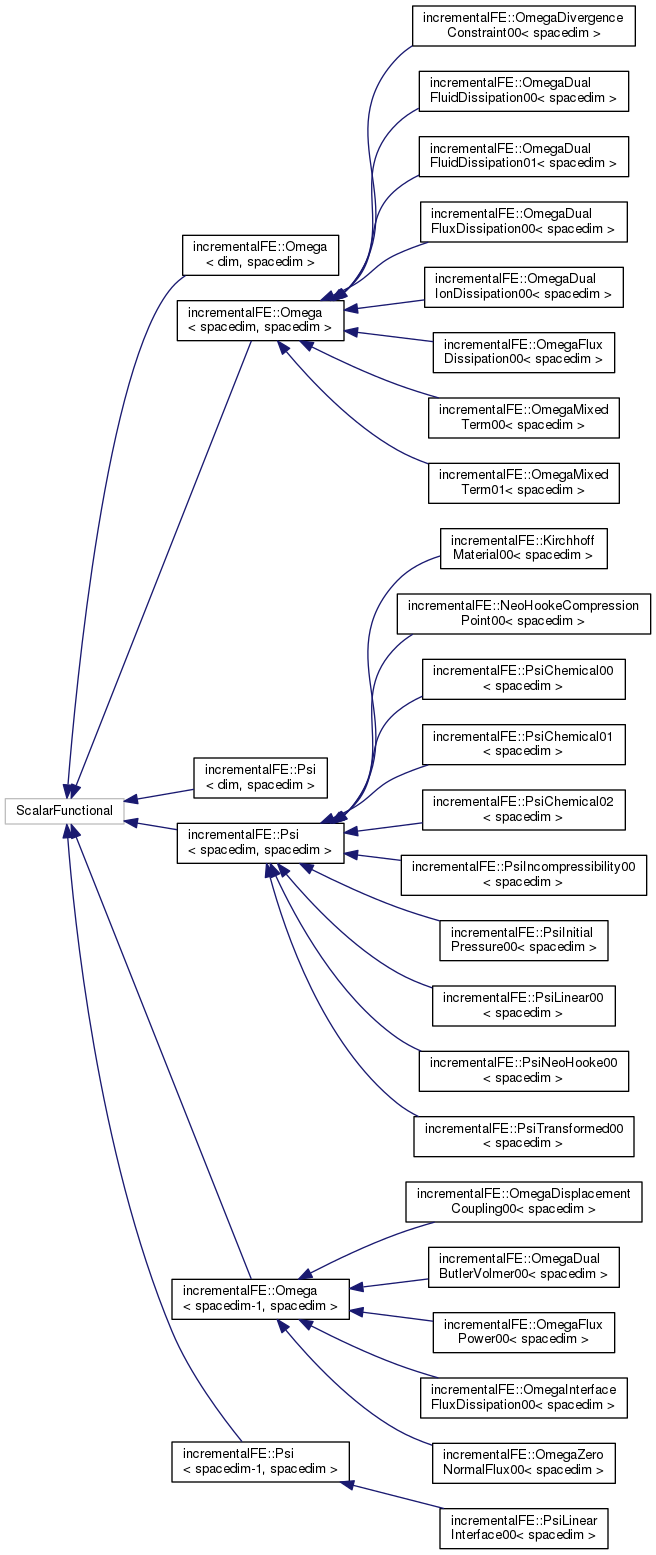 incrementalFE::OmegaDivergence
Constraint00< spacedim >
incrementalFE::OmegaDual
FluidDissipation00< spacedim >
incrementalFE::OmegaDual
FluidDissipation01< spacedim >
incrementalFE::OmegaDual
FluxDissipation00< spacedim >
incrementalFE::Omega
< dim, spacedim >
incrementalFE::OmegaDual
IonDissipation00< spacedim >
incrementalFE::Omega
< spacedim, spacedim >
incrementalFE::OmegaFlux
Dissipation00< spacedim >
incrementalFE::OmegaMixed
Term00< spacedim >
incrementalFE::OmegaMixed
Term01< spacedim >
incrementalFE::Kirchhoff
Material00< spacedim >
incrementalFE::NeoHookeCompression
Point00< spacedim >
incrementalFE::PsiChemical00
< spacedim >
incrementalFE::PsiChemical01
< spacedim >
incrementalFE::Psi
< dim, spacedim >
incrementalFE::PsiChemical02
< spacedim >
ScalarFunctional
incrementalFE::Psi
< spacedim, spacedim >
incrementalFE::PsiIncompressibility00
< spacedim >
incrementalFE::PsiInitial
Pressure00< spacedim >
incrementalFE::PsiLinear00
< spacedim >
incrementalFE::PsiNeoHooke00
< spacedim >
incrementalFE::PsiTransformed00
< spacedim >
incrementalFE::OmegaDisplacement
Coupling00< spacedim >
incrementalFE::OmegaDual
ButlerVolmer00< spacedim >
incrementalFE::Omega
< spacedim-1, spacedim >
incrementalFE::OmegaFlux
Power00< spacedim >
incrementalFE::OmegaInterface
FluxDissipation00< spacedim >
incrementalFE::OmegaZero
NormalFlux00< spacedim >
incrementalFE::Psi
< spacedim-1, spacedim >
incrementalFE::PsiLinear
Interface00< spacedim >